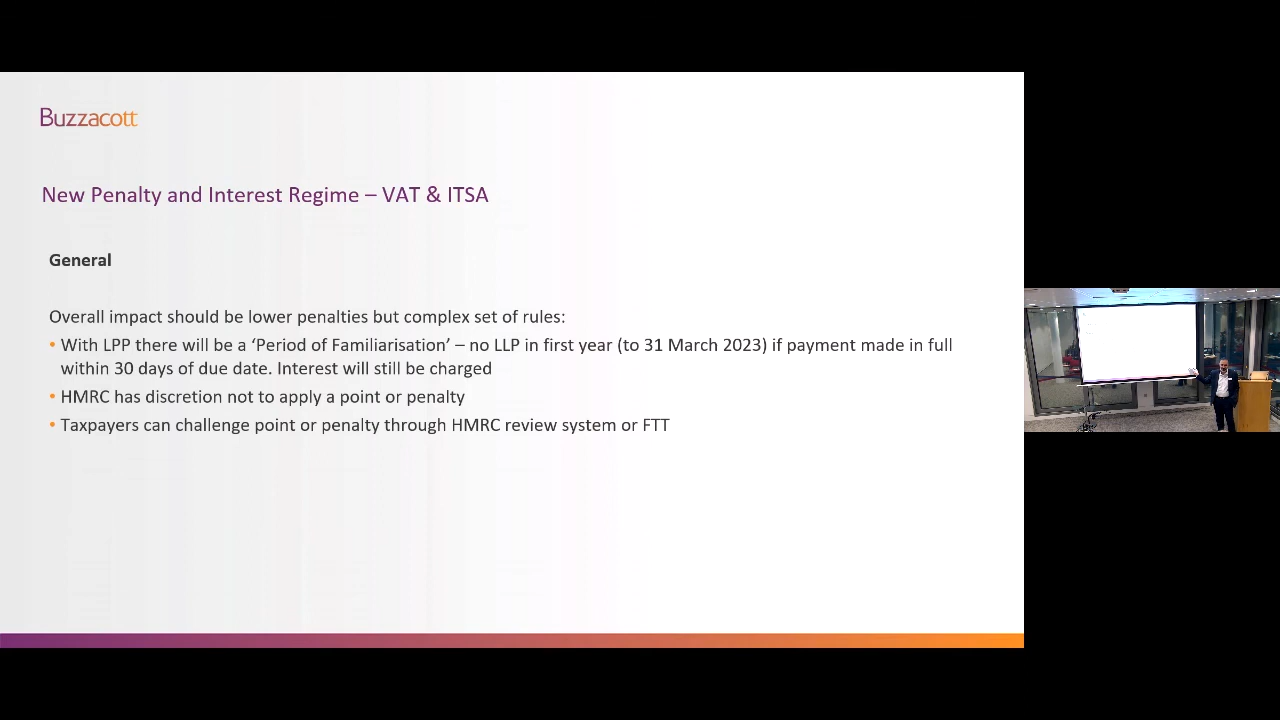 Buzzacott
New Penalty and Interest Regime – VAT & ITSA
General
Overall impact should be lower penalties but complex set of rules:
• With LPP there will be a ‘Period of Familiarisation’ – no LLP in first year (to 31 March 2023) if payment made in full
within 30 days of due date. Interest will still be charged
• HMRC has discretion not to apply a point or penalty
• Taxpayers can challenge point or penalty through HMRC review system or FTT